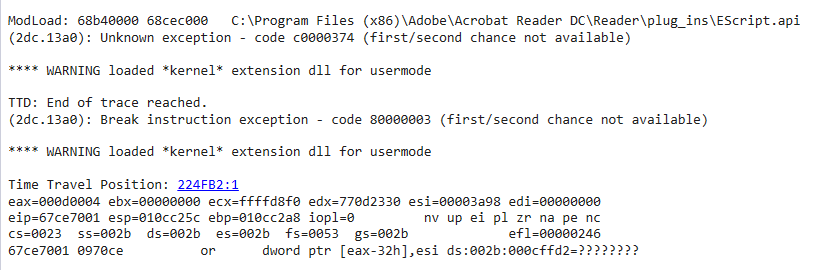 ModLoad: 68b40000 68cec000   C:\Program Files (x86)\Adobe\Acrobat Reader DC\Reader\plug_ins\EScript.api
(2dc.13a0): Unknown exception - code c0000374 (first/second chance not available)
**** WARNING loaded *kernel* extension dll for usermode
TTD: End of trace reached.
(2dc.13a0): Break instruction exception - code 80000003 (first/second chance not available)
**** WARNING loaded *kernel* extension dll for usermode
Time Travel Position: 224FB2:1
eax=000d0004 ebx=00000000 ecx=ffffd8f0 edx=770d2330 esi=00003a98 edi=00000000
eip=67ce7001 esp=010cc25c ebp=010cc2a8 iopl=0         nv up ei pl zr na pe nc
cs=0023  ss=002b  ds=002b  es=002b  fs=0053  gs=002b             efl=00000246
67ce7001 0970ce          or      dword ptr [eax-32h],esi ds:002b:000cffd2=????????